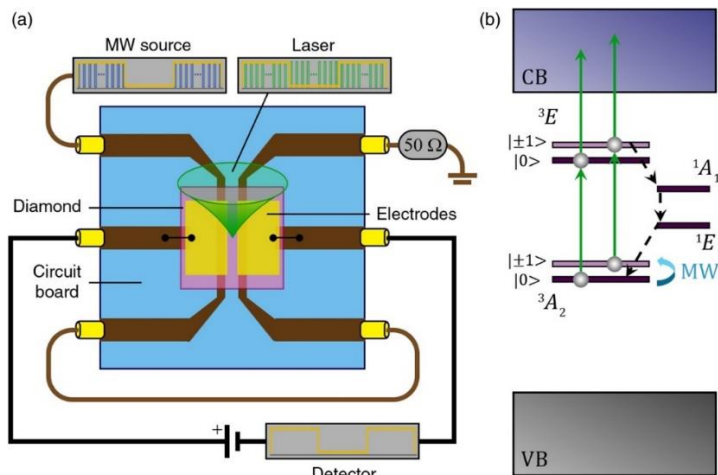 (a)
MW source
Laser
50 Ω
Diamond
Electrodes
Circuit
board
+
Detector
(b)
CB
³E
|±1>
|0>
¹A₁
¹E
|±1>
|0>
MW
³A₂
VB